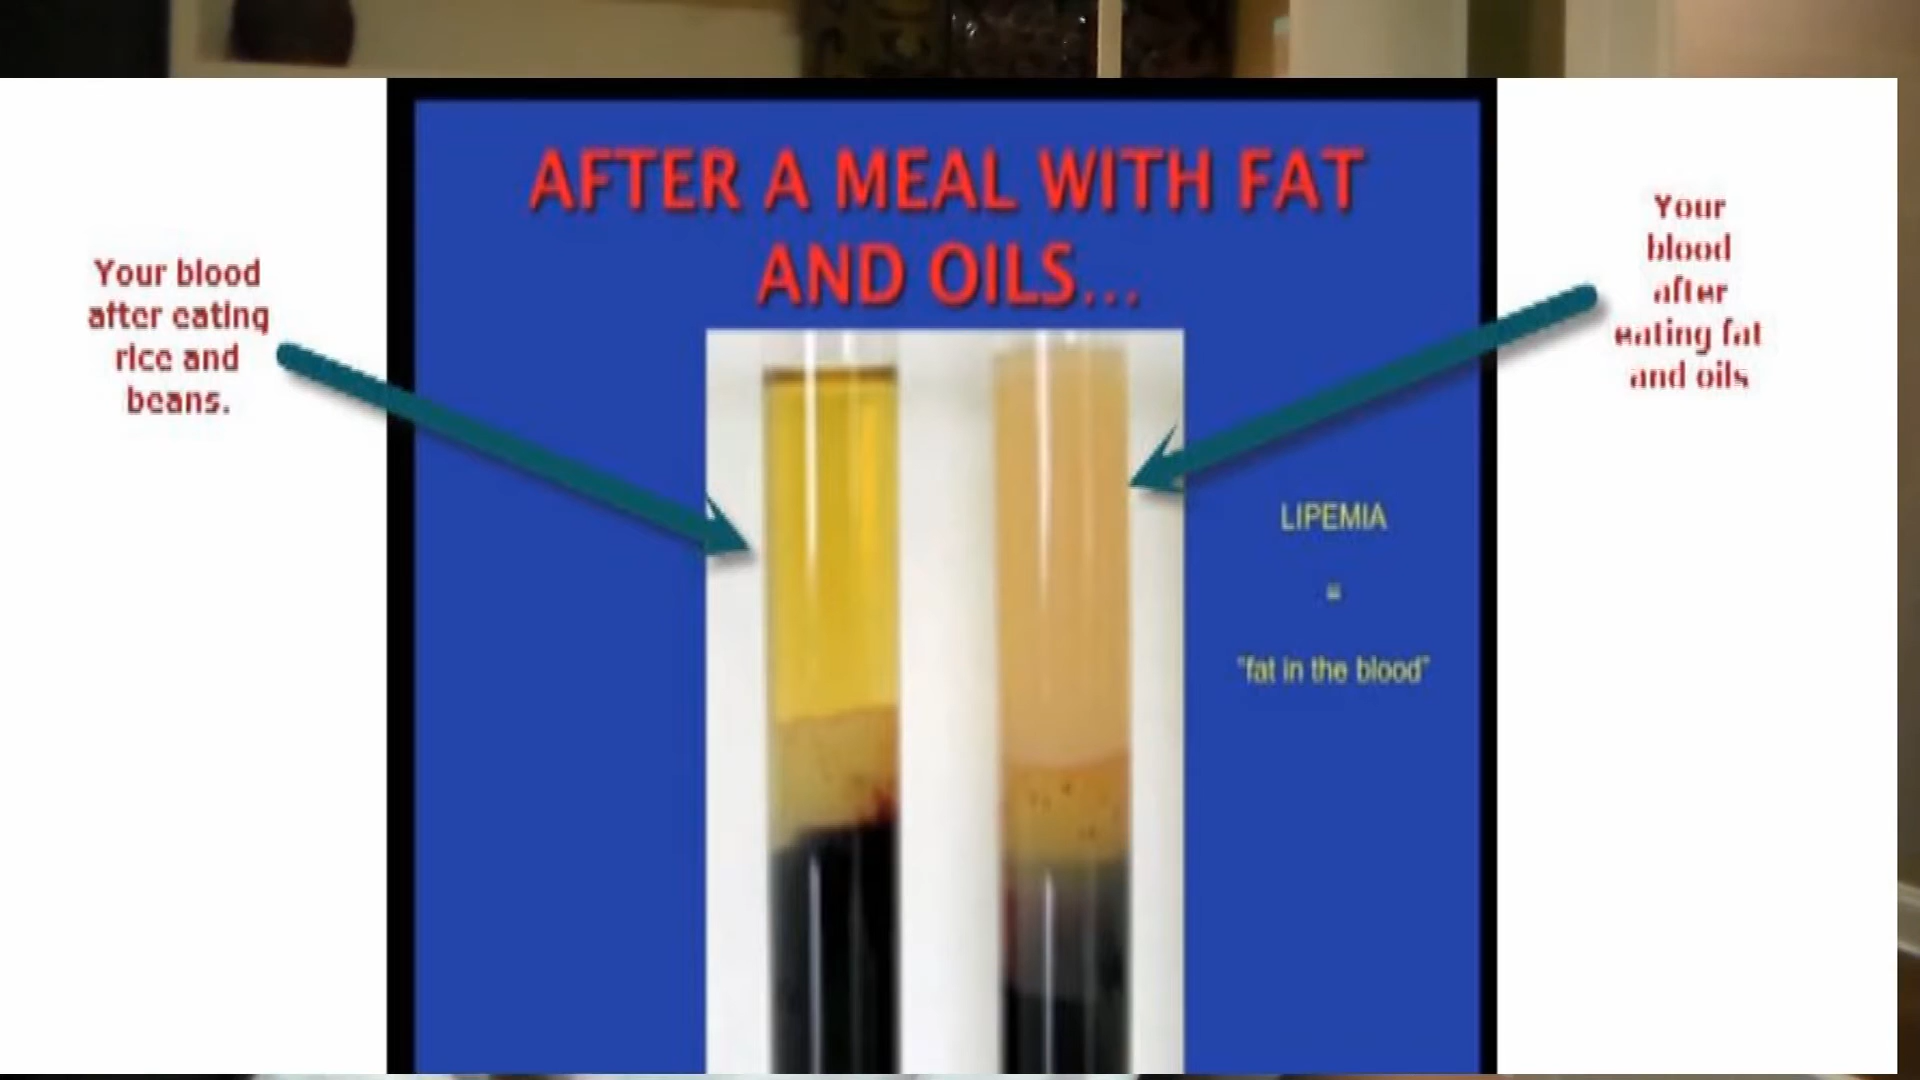 AFTER A MEAL WITH FAT
AND OILS...
Your blood
after eating
rice and
beans.
Your
blood
after
eating fat
and oils
LIPEMIA
=
"fat in the blood"